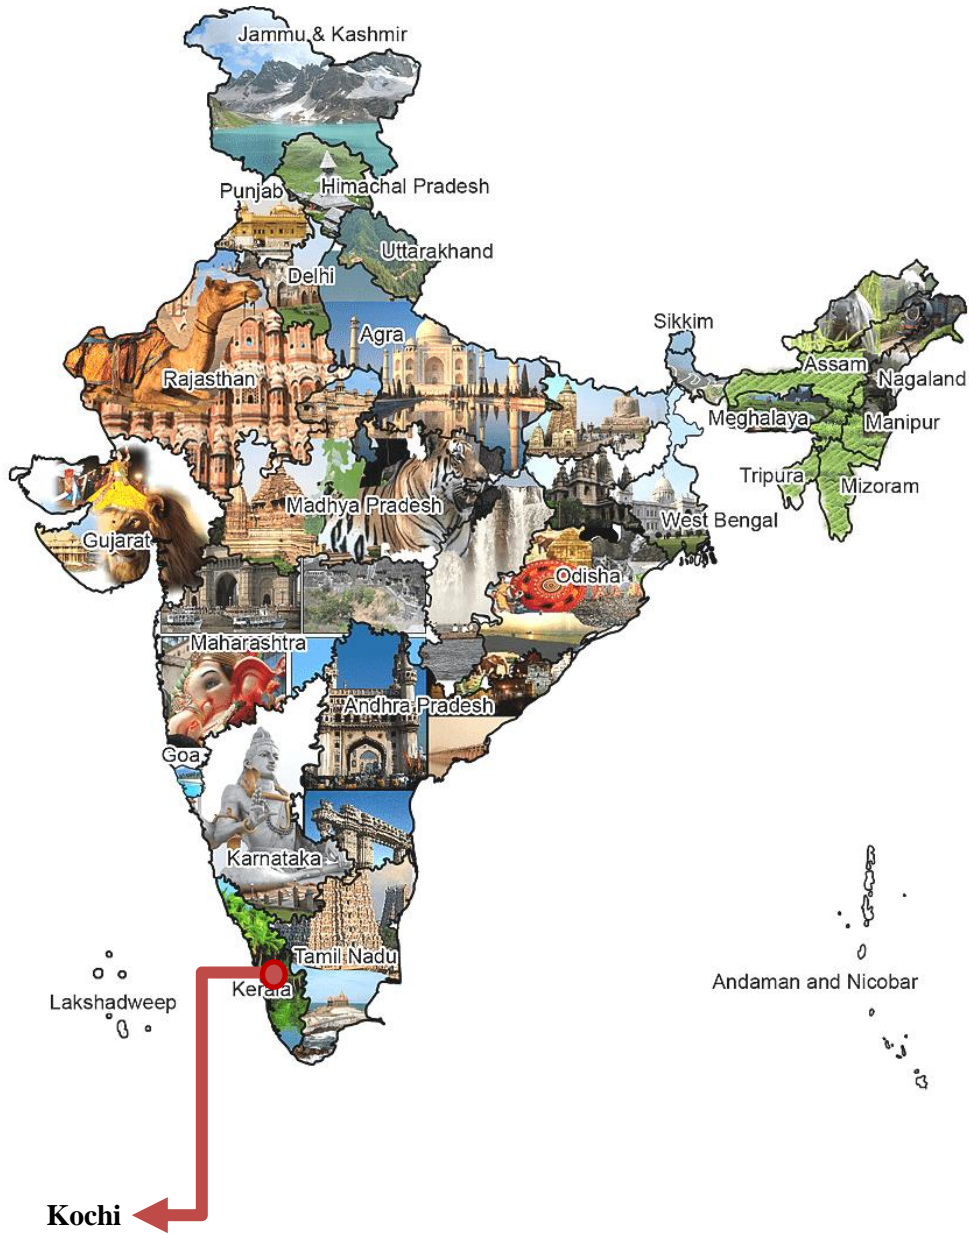 Jammu & Kashmir
Punjab
Himachal Pradesh
Uttarakhand
Delhi
Sikkim
Agra
Assam
Rajasthan
Nagaland
Meghalaya
Manipur
Tripura
Mizoram
Madhya Pradesh
West Bengal
Gujarat
Odisha
Maharashtra
Andhra Pradesh
Goa
Karnataka
Tamil Nadu
Andaman and Nicobar
Kerala
Lakshadweep
Kochi